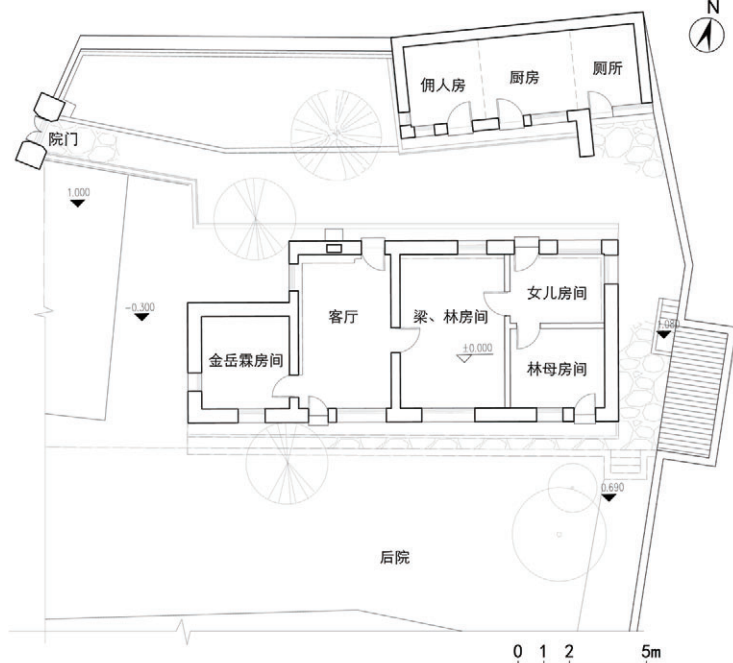 N
佣人房
厨房
厕所
院门
1.000
-0.300
客厅
梁、林房间
女儿房间
±0.000
金岳霖房间
林母房间
1.080
0.690
后院
0 1 2 5m